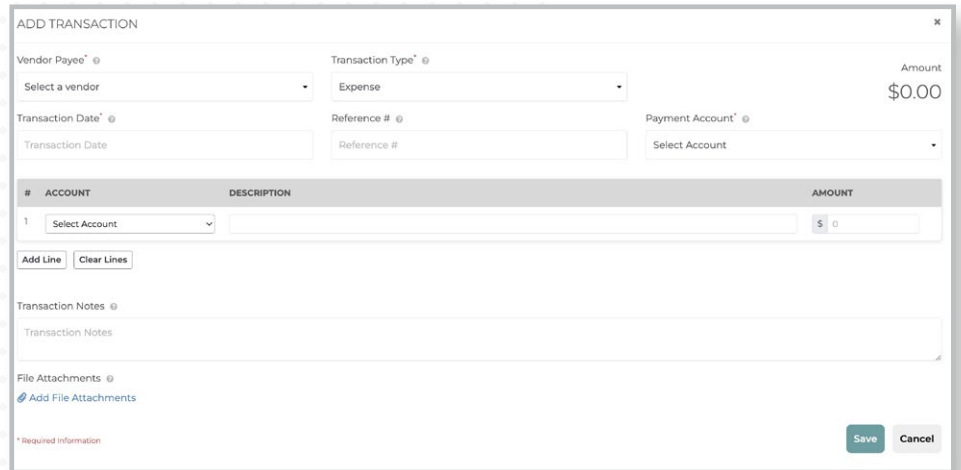 ADD TRANSACTION ×
Vendor Payee* Transaction Type* Amount
Select a vendor Expense $0.00
Transaction Date* Reference # Payment Account*
Transaction Date Reference # Select Account
# ACCOUNT DESCRIPTION AMOUNT
1 Select Account $ 0
Add Line Clear Lines
Transaction Notes
Transaction Notes
File Attachments
Add File Attachments
* Required Information Save Cancel